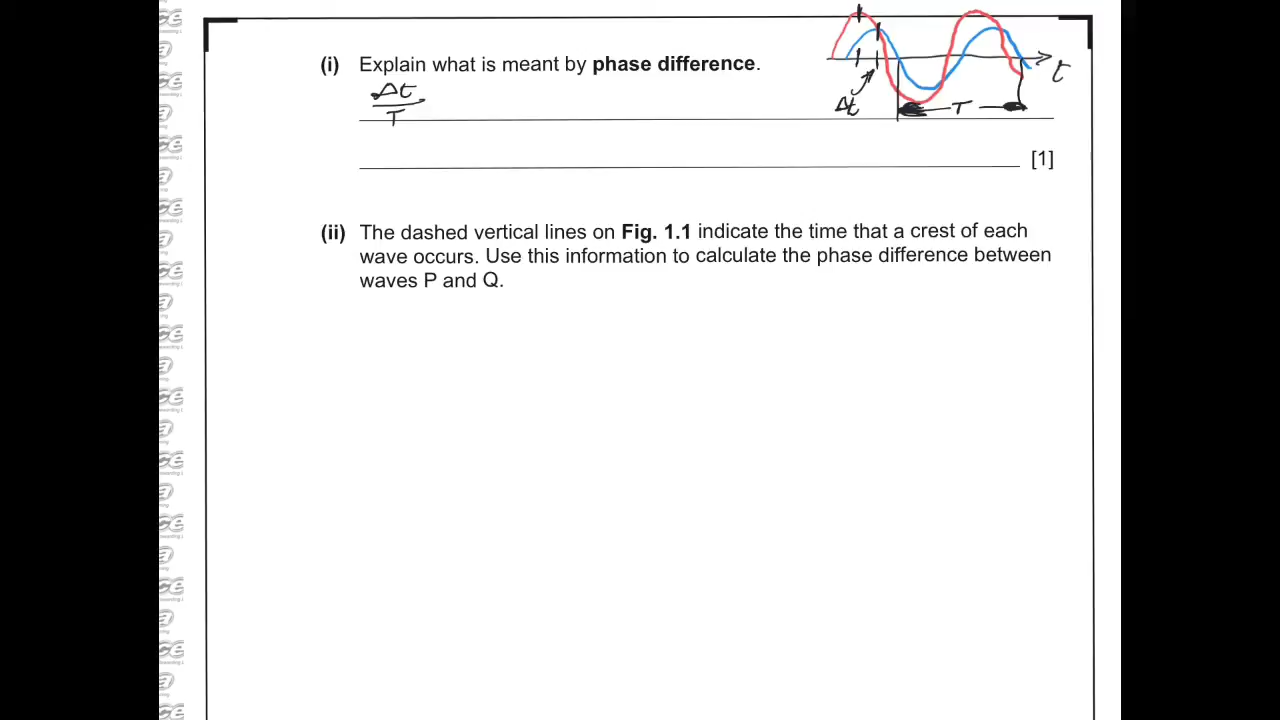 (i) Explain what is meant by phase difference.
Δt
T
Δt
T
t
[1]
(ii) The dashed vertical lines on Fig. 1.1 indicate the time that a crest of each
wave occurs. Use this information to calculate the phase difference between
waves P and Q.